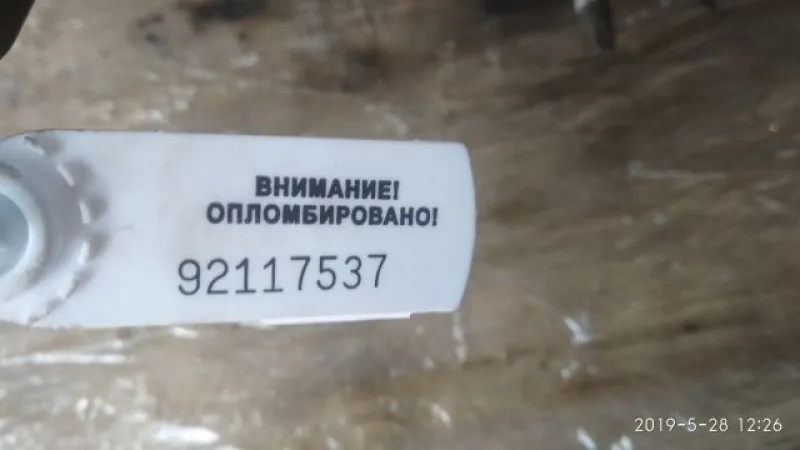 ВНИМАНИЕ!
ОПЛОМБИРОВАНО!
92117537
2019-5-28 12:26